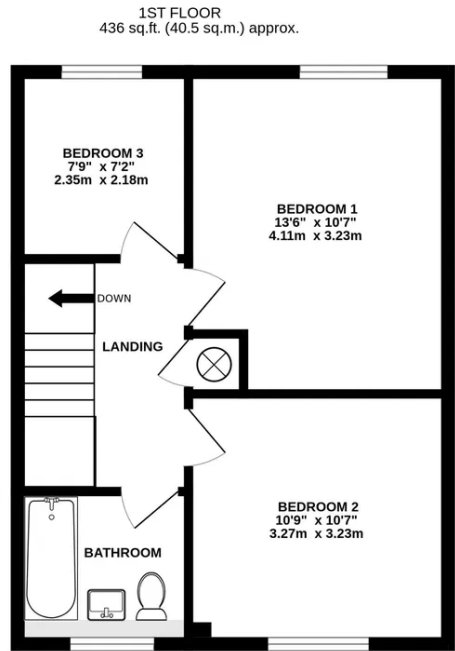 1ST FLOOR
436 sq.ft. (40.5 sq.m.) approx.
BEDROOM 3
7'9" x 7'2"
2.35m x 2.18m
BEDROOM 1
13'6" x 10'7"
4.11m x 3.23m
DOWN
LANDING
BEDROOM 2
10'9" x 10'7"
3.27m x 3.23m
BATHROOM